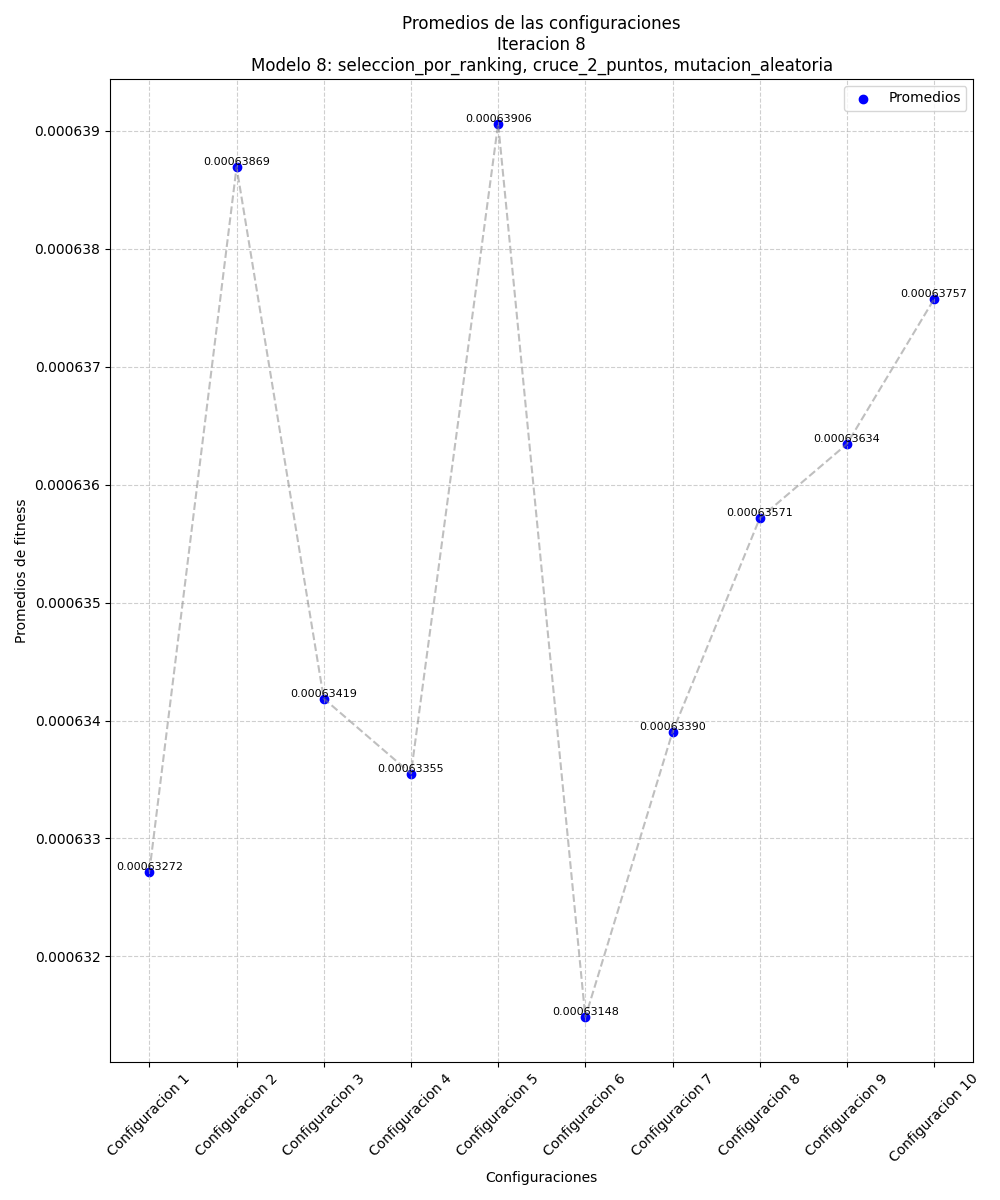 Promedios de las configuraciones
Iteracion 8
Modelo 8: seleccion_por_ranking, cruce_2_puntos, mutacion_aleatoria
Promedios
0.000639
0.000638
0.000637
0.000636
0.000635
0.000634
0.000633
0.000632
Promedios de fitness
0.00063272
0.00063869
0.00063419
0.00063355
0.00063906
0.00063148
0.00063390
0.00063571
0.00063634
0.00063757
Configuracion 1
Configuracion 2
Configuracion 3
Configuracion 4
Configuracion 5
Configuracion 6
Configuracion 7
Configuracion 8
Configuracion 9
Configuracion 10
Configuraciones